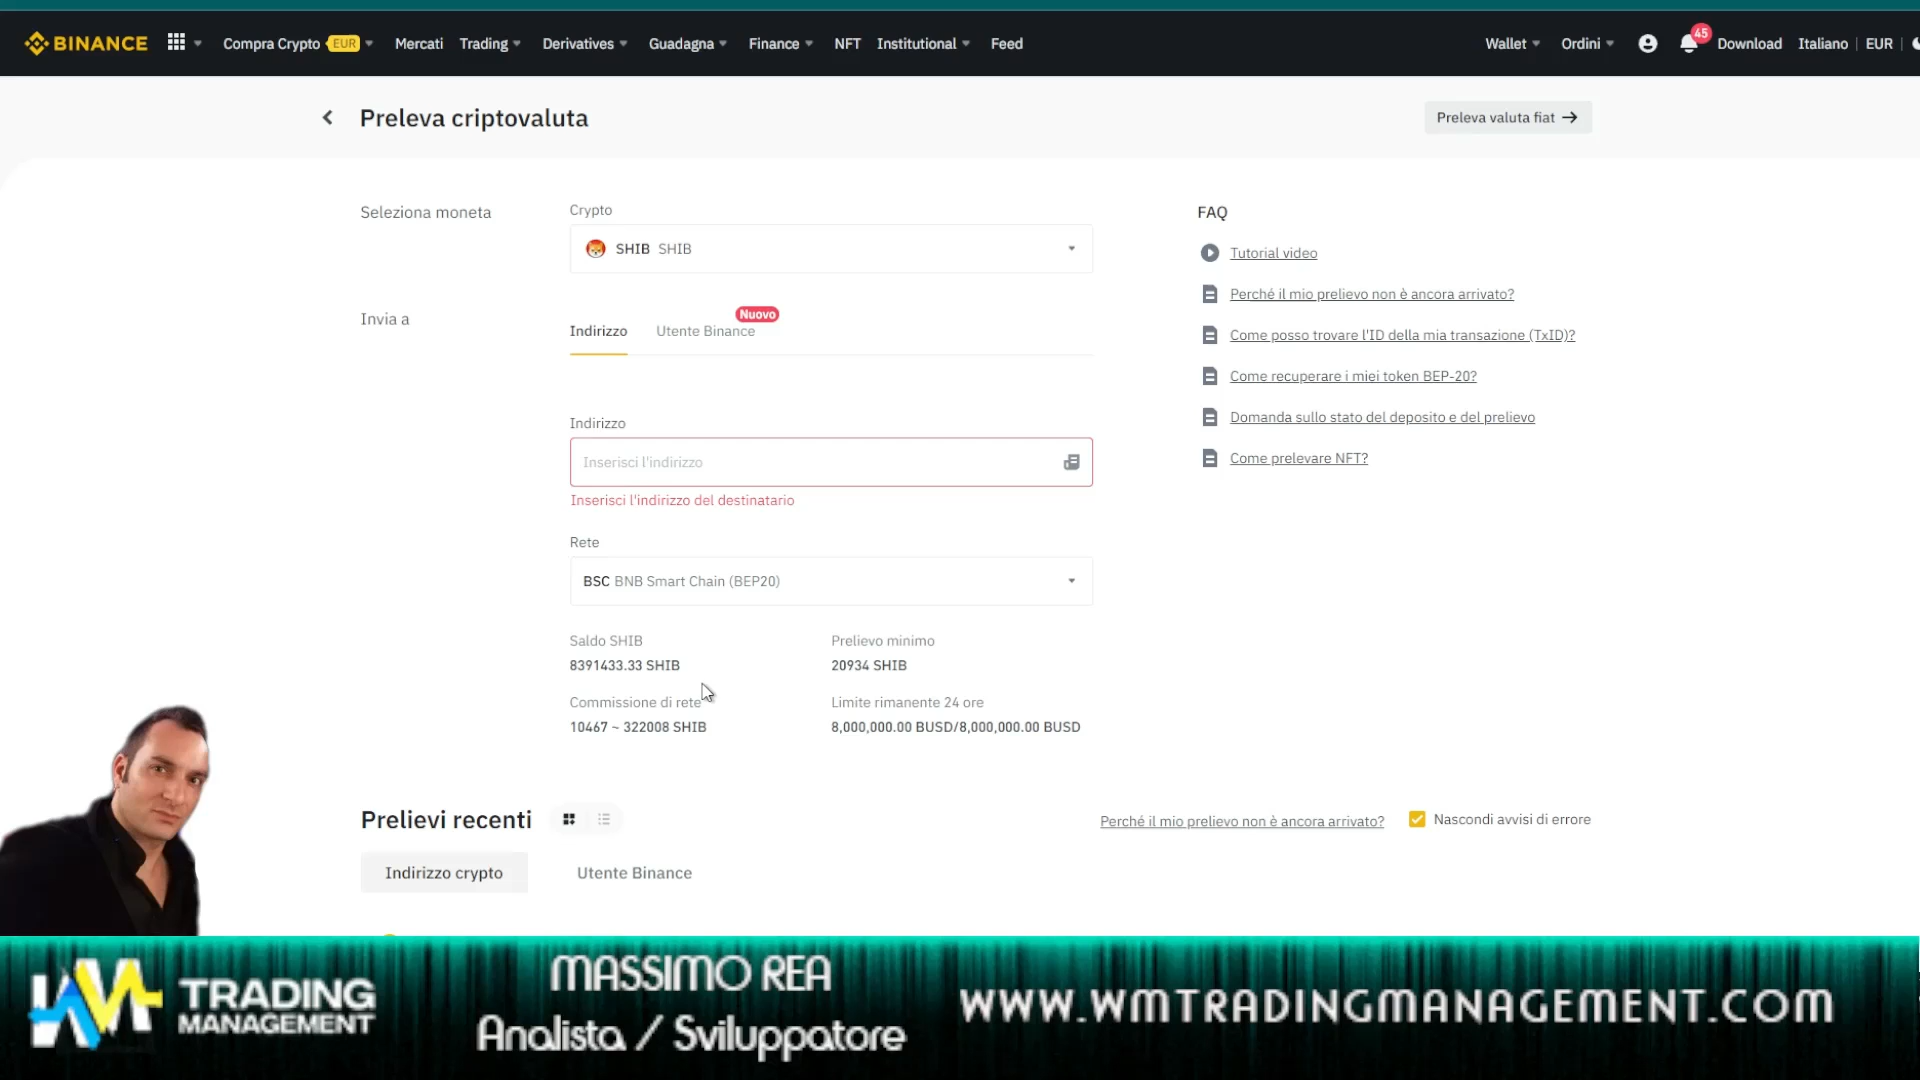 BINANCE
Compra Crypto EUR
Mercati
Trading
Derivatives
Guadagna
Finance
NFT
Institutional
Feed
Wallet
Ordini
45
Download
Italiano
EUR
Preleva criptovaluta
Preleva valuta fiat
Seleziona moneta
Crypto
SHIB SHIB
Invia a
Indirizzo
Utente Binance
Nuovo
Indirizzo
Inserisci l'indirizzo
Inserisci l'indirizzo del destinatario
Rete
BSC BNB Smart Chain (BEP20)
Saldo SHIB
8391433.33 SHIB
Prelievo minimo
20934 SHIB
Commissione di rete
10467 ~ 322008 SHIB
Limite rimanente 24 ore
8,000,000.00 BUSD/8,000,000.00 BUSD
FAQ
Tutorial video
Perché il mio prelievo non è ancora arrivato?
Come posso trovare l'ID della mia transazione (TxID)?
Come recuperare i miei token BEP-20?
Domanda sullo stato del deposito e del prelievo
Come prelevare NFT?
Prelievi recenti
Perché il mio prelievo non è ancora arrivato?
Nascondi avvisi di errore
Indirizzo crypto
Utente Binance
WM TRADING
MANAGEMENT
MASSIMO REA
Analista / Sviluppatore
WWW.WMTRADINGMANAGEMENT.COM